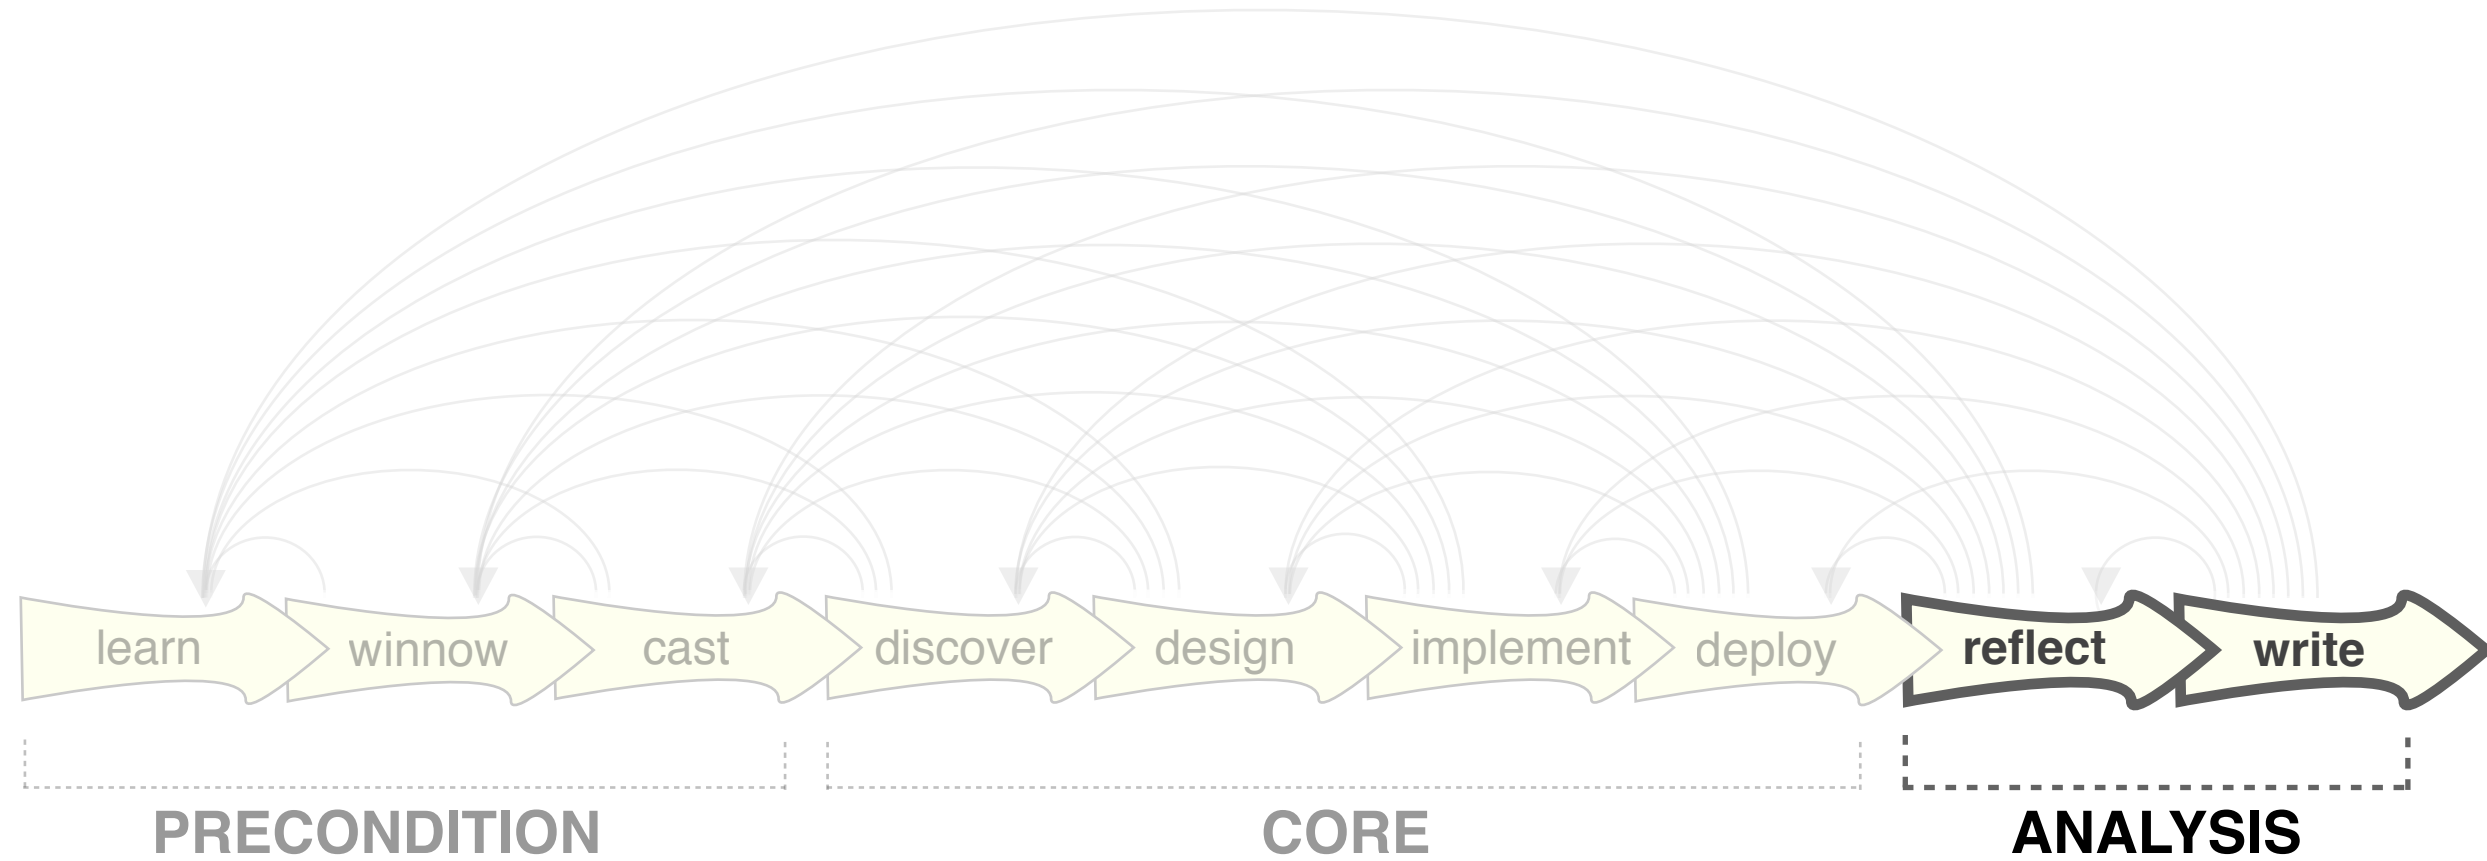 learn winnow cast discover design implement deploy reflect write
PRECONDITION CORE ANALYSIS